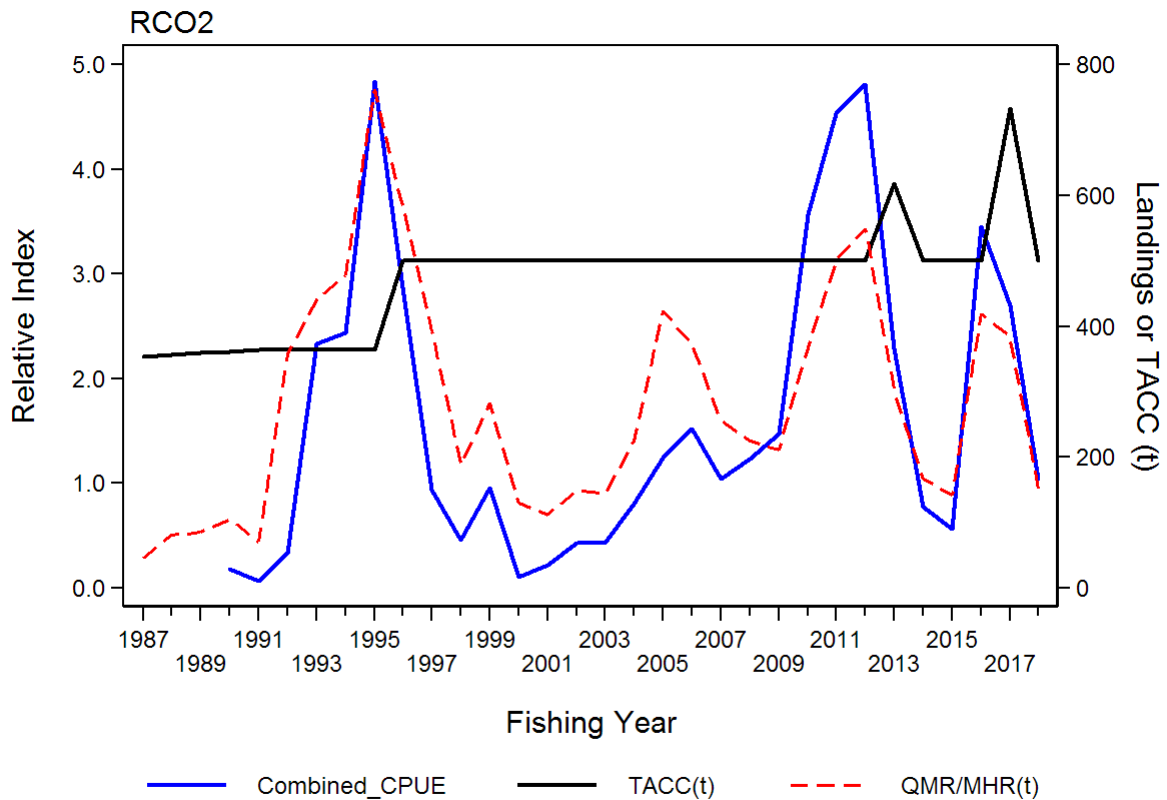 RCO2
5.0
4.0
3.0
2.0
1.0
0.0
Relative Index
800
600
400
200
0
Landings or TACC (t)
1987 1991 1995 1999 2003 2007 2011 2015
1989 1993 1997 2001 2005 2009 2013 2017
Fishing Year
Combined_CPUE TACC(t) QMR/MHR(t)